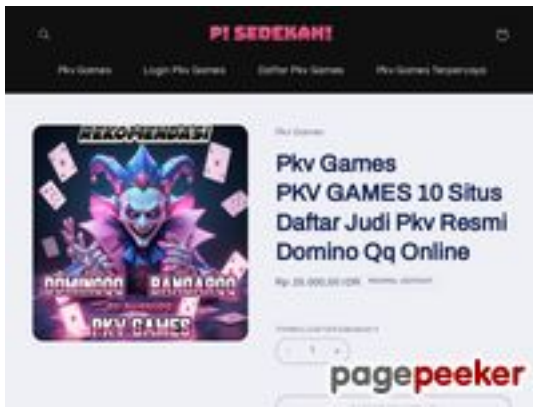 P! SEDEKAH!
Pkv Games
Login Pkv Games
Daftar Pkv Games
Pkv Games Terpercaya
REKOMENDASI
DOMINOQQ BANDARQQ
PKV GAMES
Pkv Games
Pkv Games
PKV GAMES 10 Situs
Daftar Judi Pkv Resmi
Domino Qq Online
1
pagepeeker